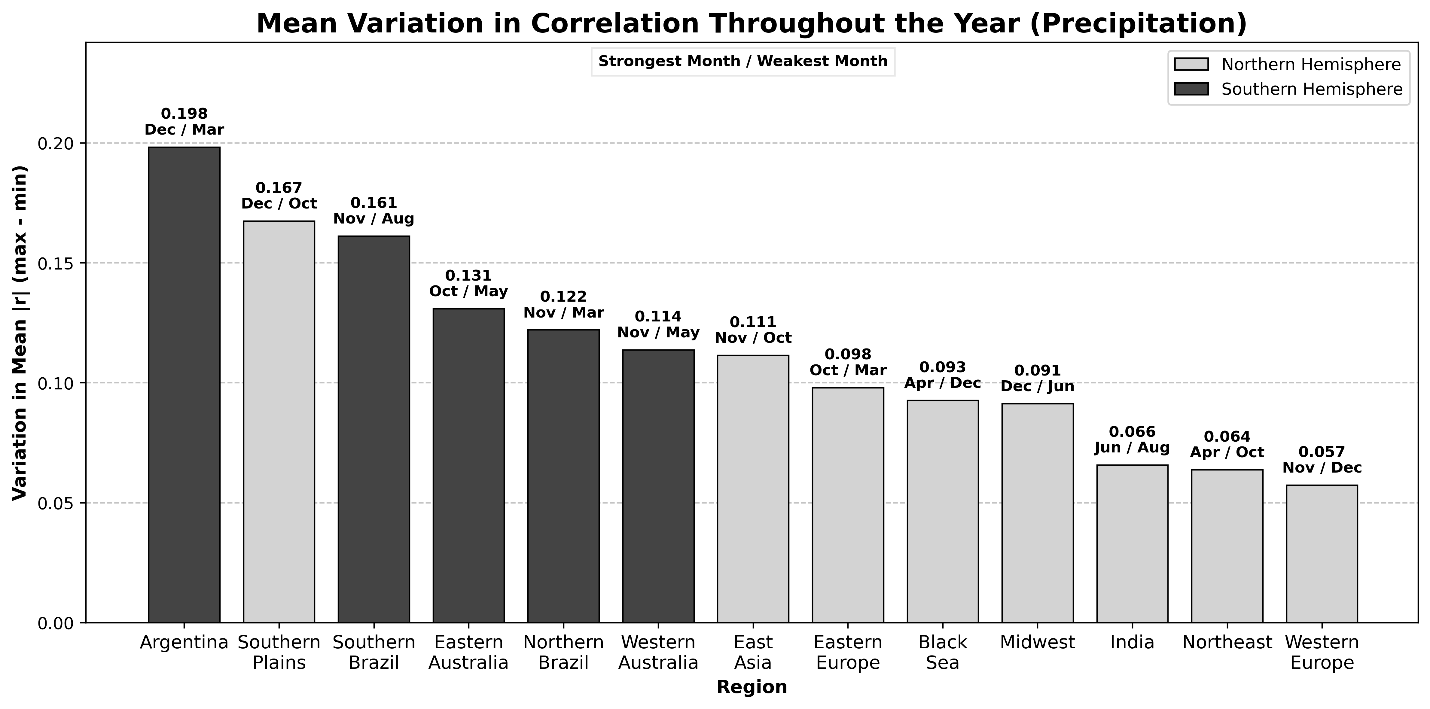 Mean Variation in Correlation Throughout the Year (Precipitation)
Strongest Month / Weakest Month
Northern Hemisphere
Southern Hemisphere
Variation in Mean |r| (max - min)
0.20
0.15
0.10
0.05
0.00
0.198
Dec / Mar
0.167
Dec / Oct
0.161
Nov / Aug
0.131
Oct / May
0.122
Nov / Mar
0.114
Nov / May
0.111
Nov / Oct
0.098
Oct / Mar
0.093
Apr / Dec
0.091
Dec / Jun
0.066
Jun / Aug
0.064
Apr / Oct
0.057
Nov / Dec
Argentina
Southern
Plains
Southern
Brazil
Eastern
Australia
Northern
Brazil
Western
Australia
East
Asia
Eastern
Europe
Black
Sea
Midwest
India
Northeast
Western
Europe
Region